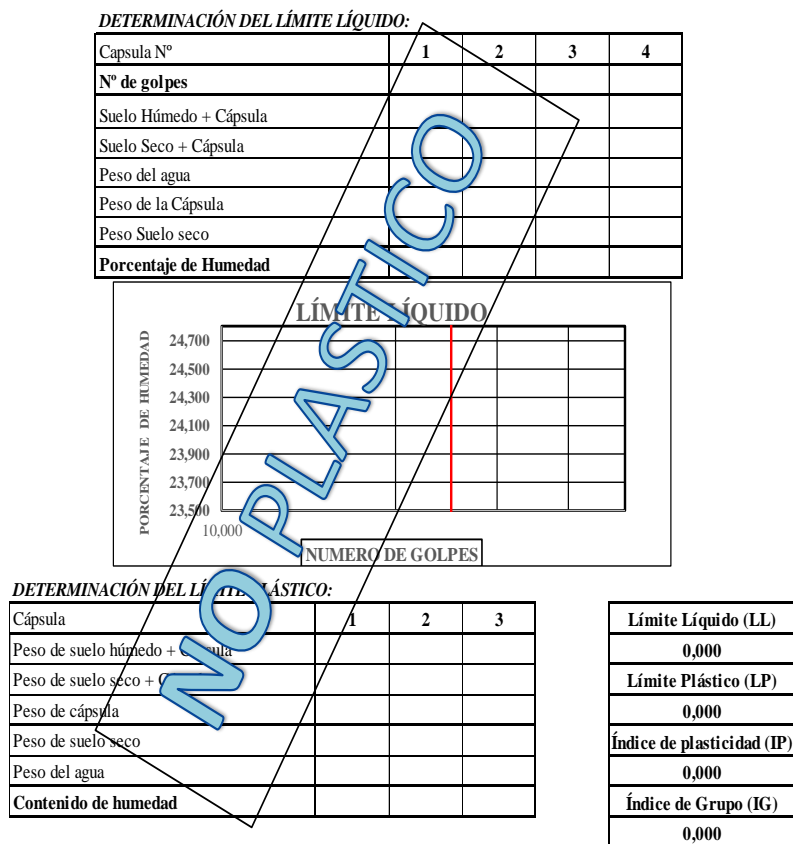 DETERMINACIÓN DEL LÍMITE LÍQUIDO:
Capsula Nº 1 2 3 4
Nº de golpes
Suelo Húmedo + Cápsula
Suelo Seco + Cápsula
Peso del agua
Peso de la Cápsula
Peso Suelo seco
Porcentaje de Humedad
LÍMITE LÍQUIDO
PORCENTAJE DE HUMEDAD
24,700
24,500
24,300
24,100
23,900
23,700
23,500
10,000
NUMERO DE GOLPES
NO PLASTICO
DETERMINACIÓN DEL LÍMITE PLÁSTICO:
Cápsula 1 2 3
Peso de suelo húmedo + Cápsula
Peso de suelo seco + C
Peso de cápsula
Peso de suelo seco
Peso del agua
Contenido de humedad
Límite Líquido (LL)
0,000
Límite Plástico (LP)
0,000
Índice de plasticidad (IP)
0,000
Índice de Grupo (IG)
0,000